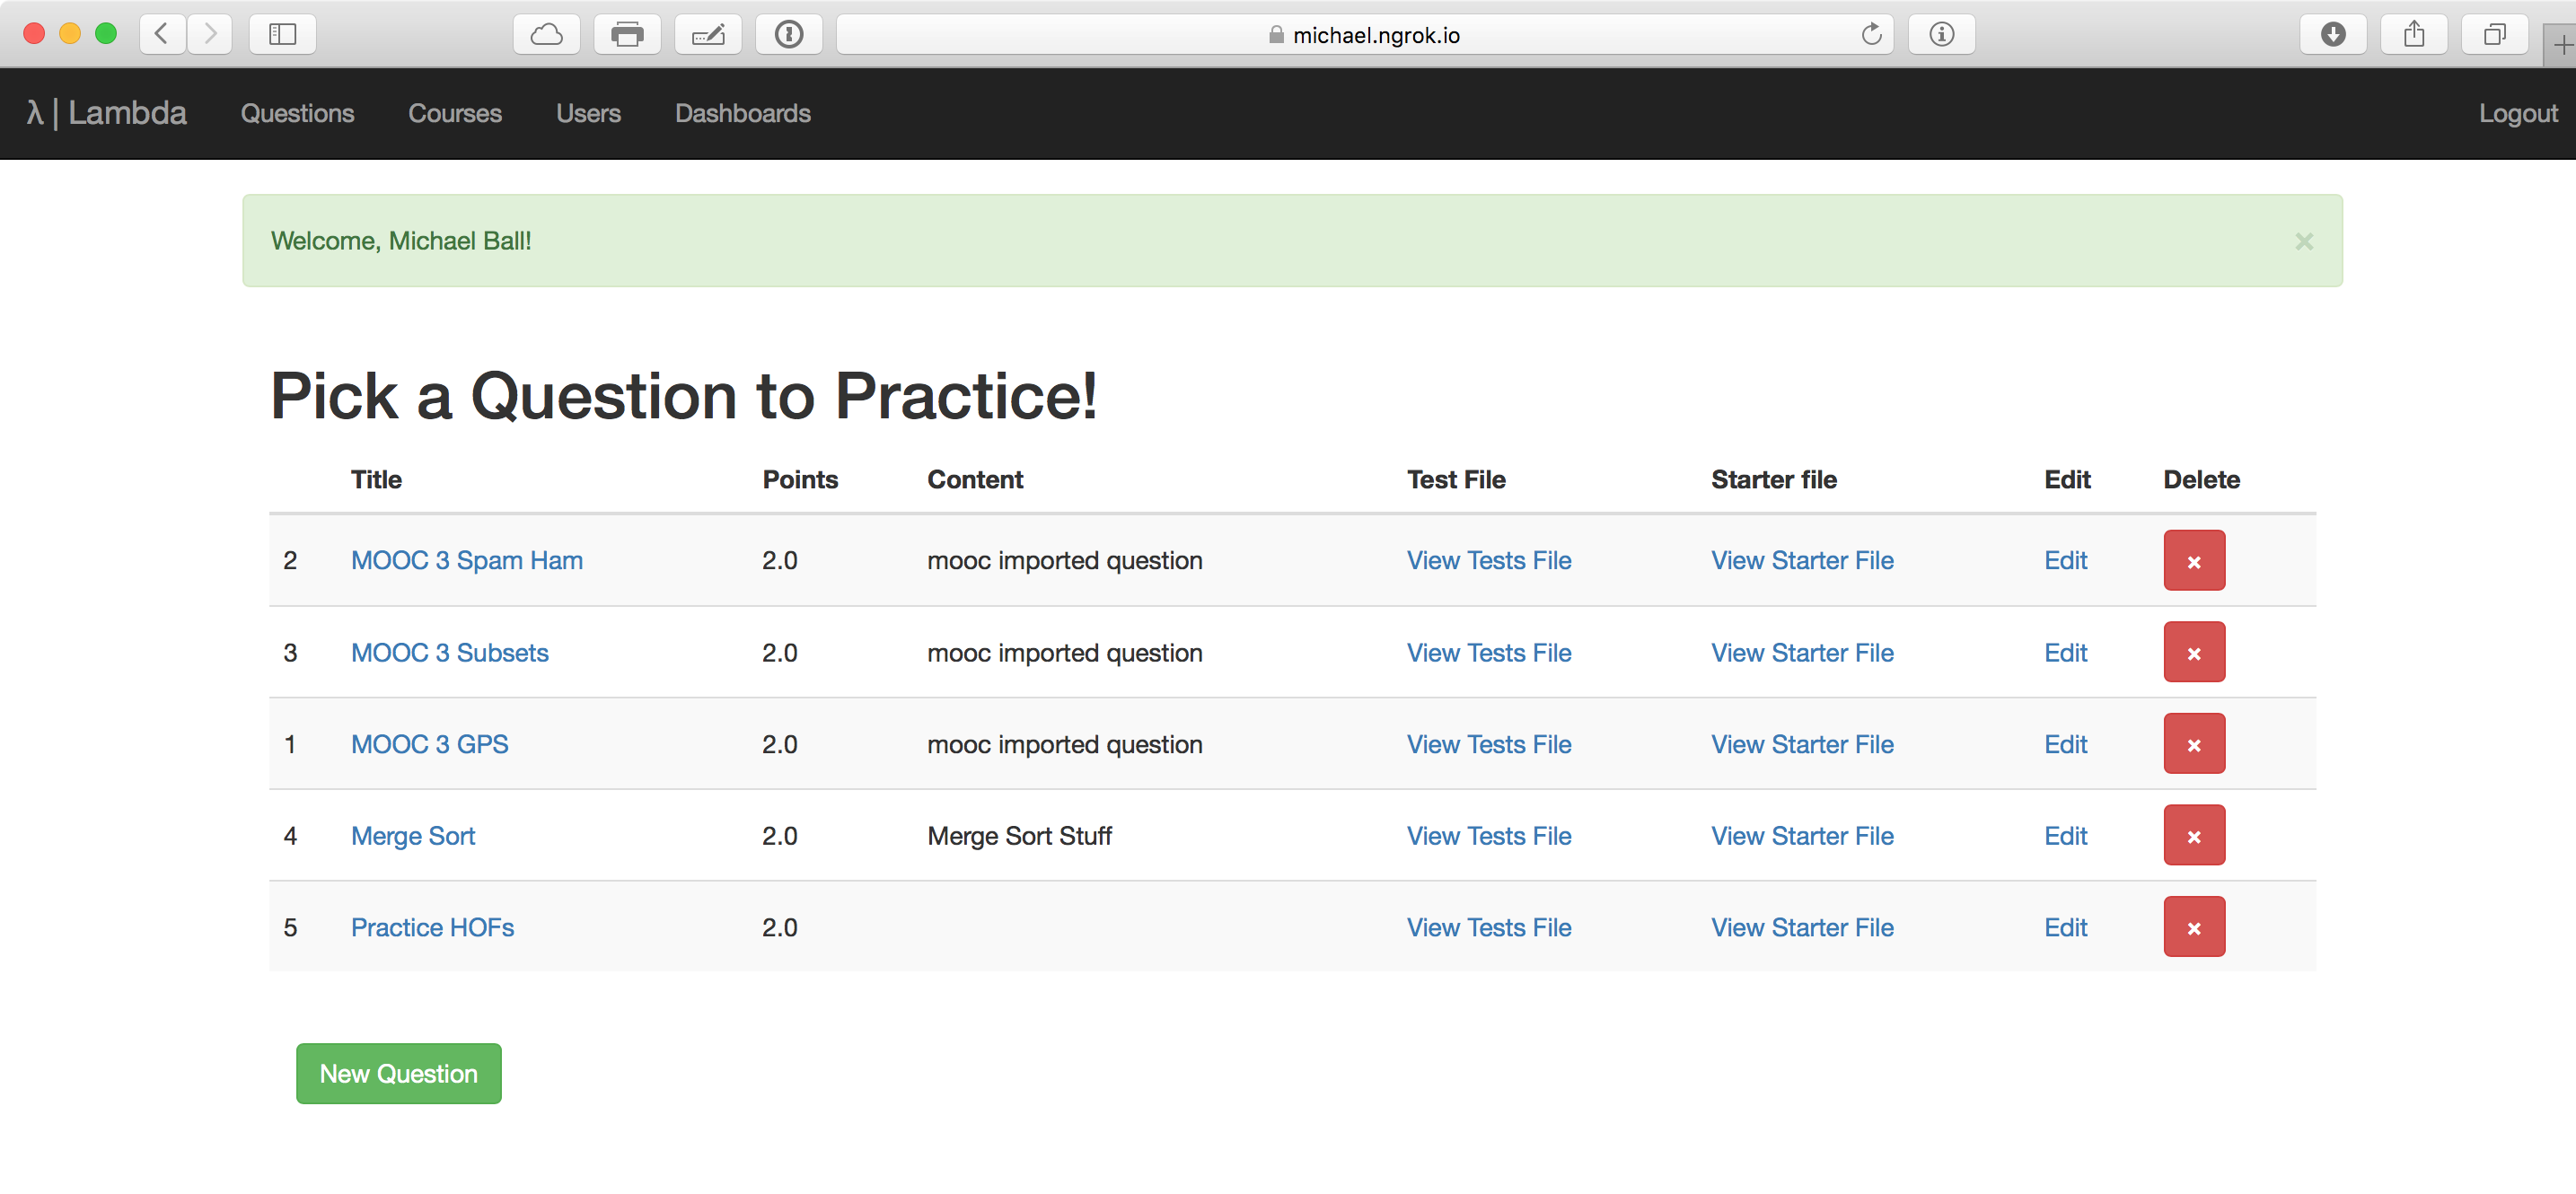 michael.ngrok.io
λ | Lambda Questions Courses Users Dashboards Logout
Welcome, Michael Ball! ×
Pick a Question to Practice!
Title Points Content Test File Starter file Edit Delete
2 MOOC 3 Spam Ham 2.0 mooc imported question View Tests File View Starter File Edit ×
3 MOOC 3 Subsets 2.0 mooc imported question View Tests File View Starter File Edit ×
1 MOOC 3 GPS 2.0 mooc imported question View Tests File View Starter File Edit ×
4 Merge Sort 2.0 Merge Sort Stuff View Tests File View Starter File Edit ×
5 Practice HOFs 2.0 View Tests File View Starter File Edit ×
New Question